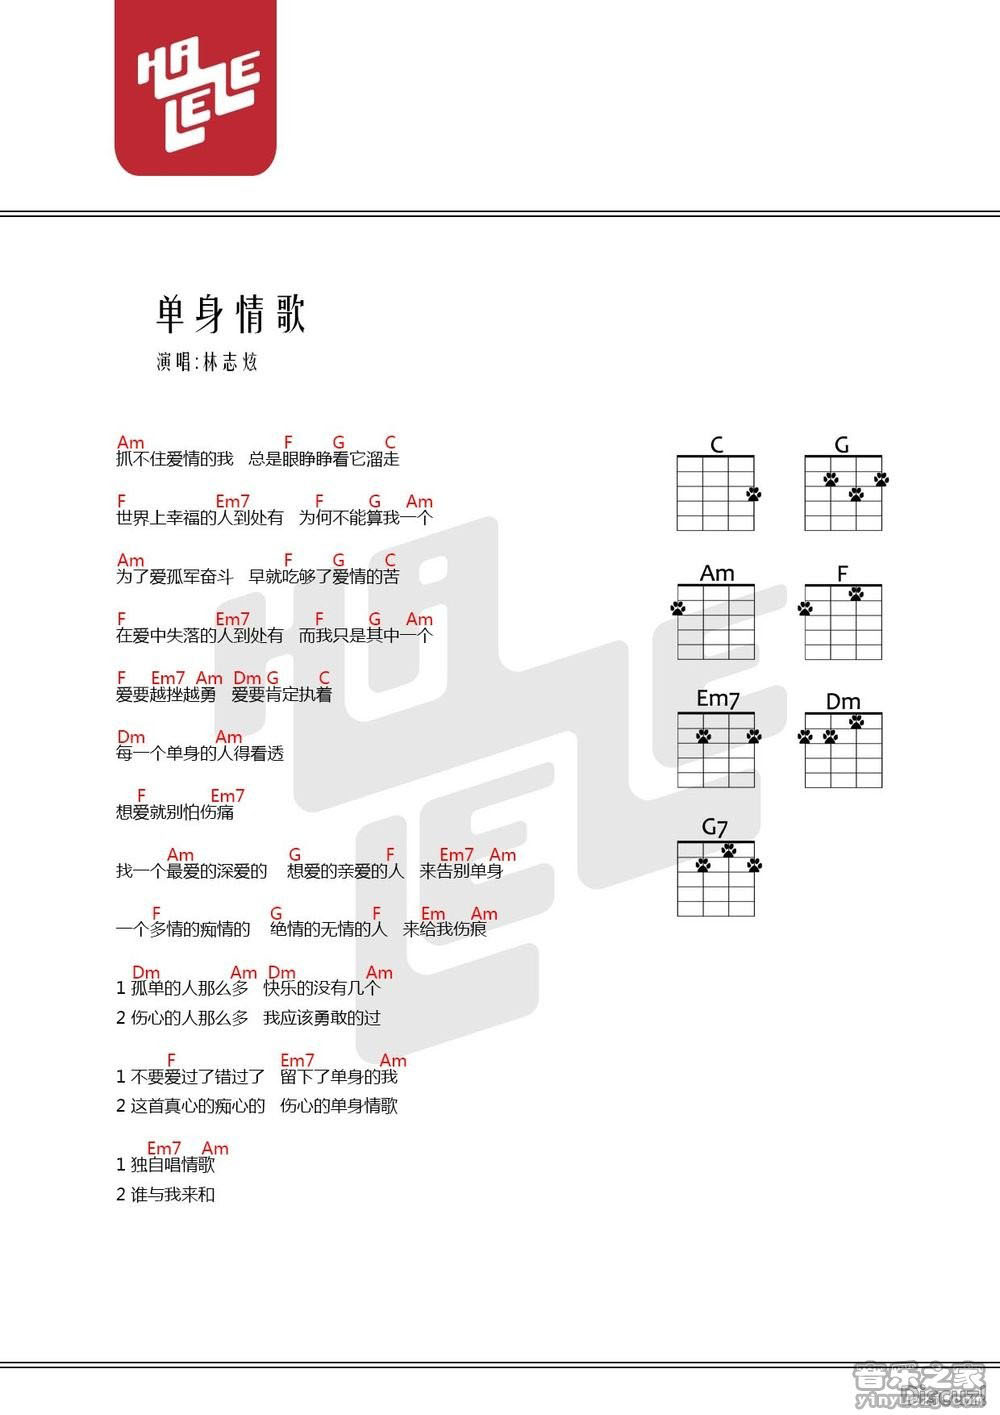 HALELE
单身情歌
演唱:林志炫
Am F G C
抓不住爱情的我 总是眼睁睁看它溜走
F Em7 F G Am
世界上幸福的人到处有 为何不能算我一个
Am F G C
为了爱孤军奋斗 早就吃够了爱情的苦
F Em7 F G Am
在爱中失落的人到处有 而我只是其中一个
F Em7 Am Dm G C
爱要越挫越勇 爱要肯定执着
Dm Am
每一个单身的人得看透
F Em7
想爱就别怕伤痛
Am G F Em7 Am
找一个最爱的深爱的 想爱的亲爱的人 来告别单身
F G F Em Am
一个多情的痴情的 绝情的无情的人 来给我伤痕
Dm Am Dm Am
1 孤单的人那么多 快乐的没有几个
2 伤心的人那么多 我应该勇敢的过
F Em7 Am
1 不要爱过了错过了 留下了单身的我
2 这首真心的痴心的 伤心的单身情歌
Em7 Am
1 独自唱情歌
2 谁与我来和
C G
Am F
Em7 Dm
G7
HALELE
音乐之家
Discuz!